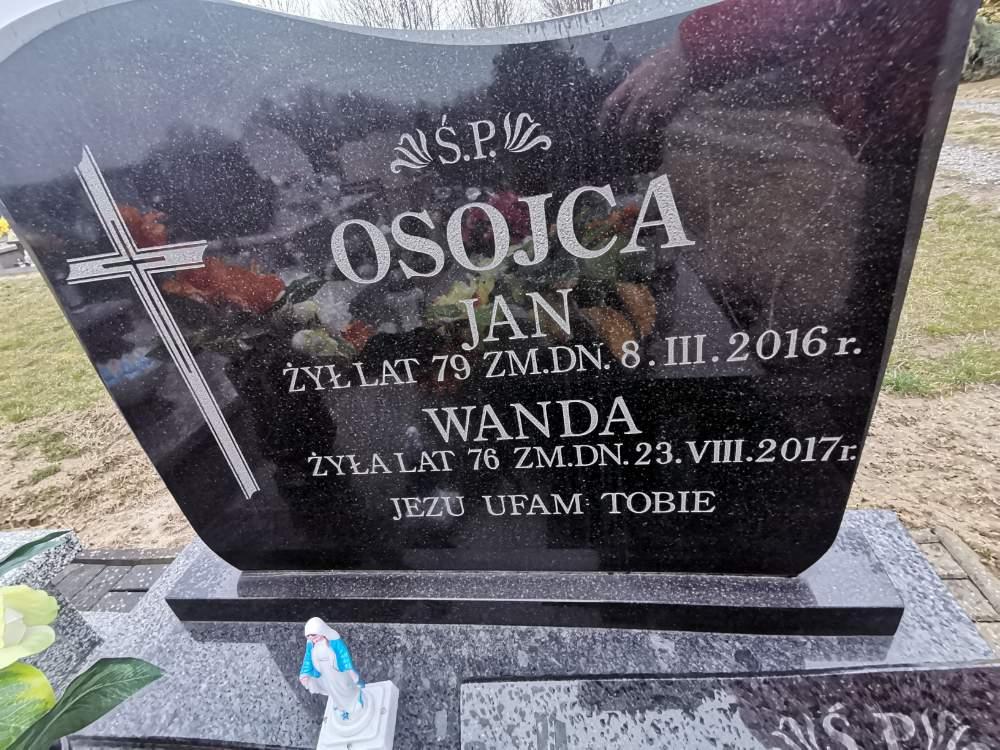 Ś.P.
OSOJCA
JAN
ŻYŁ LAT 79 ZM.DN. 8.III.2016 r.
WANDA
ŻYŁA LAT 76 ZM.DN. 23.VIII.2017r.
JEZU UFAM TOBIE
Ś.P.